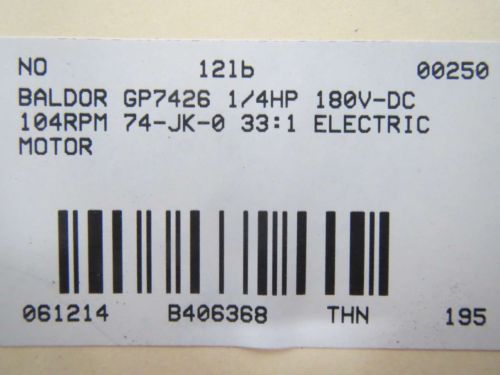 NO 12lb 00250
BALDOR GP7426 1/4HP 180V-DC
104RPM 74-JK-0 33:1 ELECTRIC
MOTOR
061214 B406368 THN 195